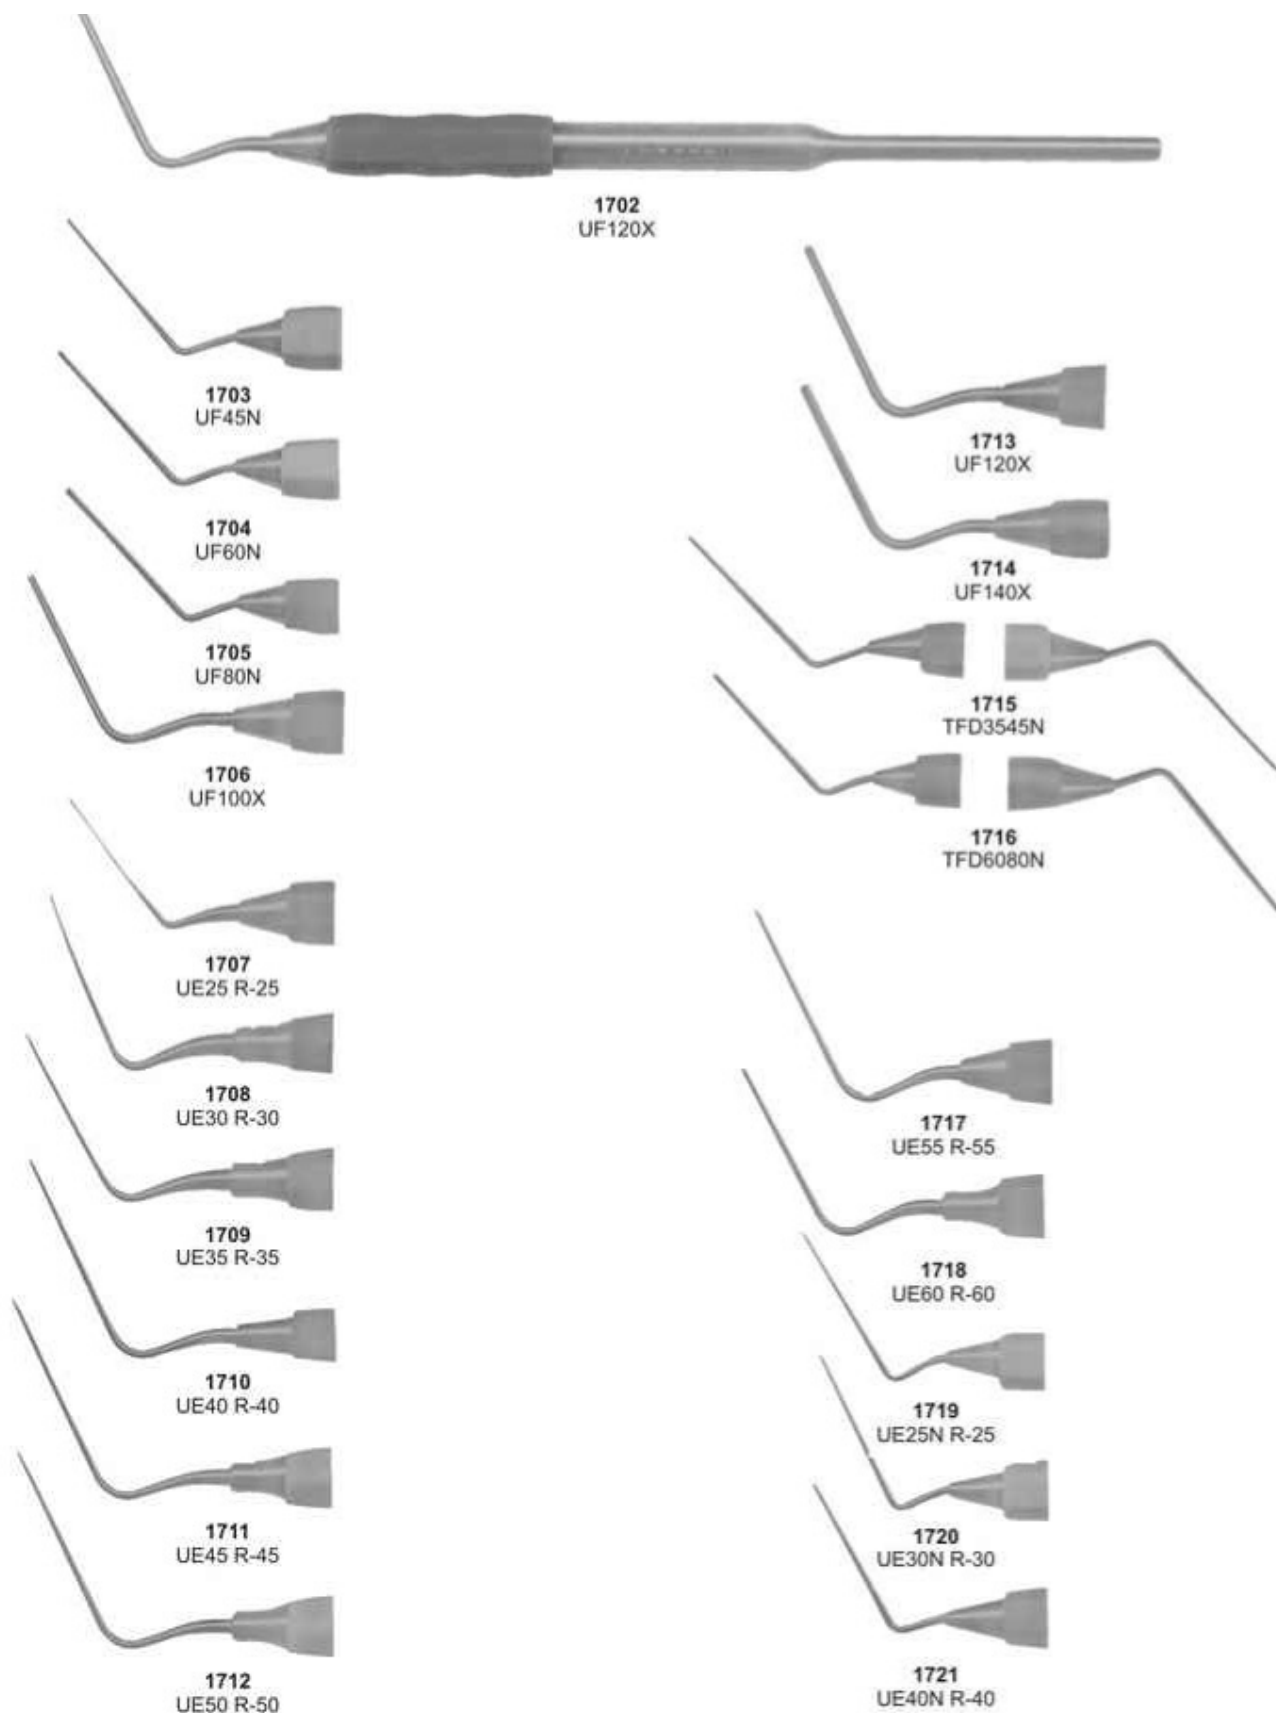 1702
UF120X
1703
UF45N
1704
UF60N
1705
UF80N
1706
UF100X
1707
UE25 R-25
1708
UE30 R-30
1709
UE35 R-35
1710
UE40 R-40
1711
UE45 R-45
1712
UE50 R-50
1713
UF120X
1714
UF140X
1715
TFD3545N
1716
TFD6080N
1717
UE55 R-55
1718
UE60 R-60
1719
UE25N R-25
1720
UE30N R-30
1721
UE40N R-40